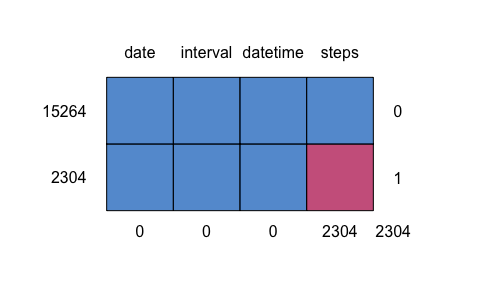 date interval datetime steps
15264 0
2304 1
0 0 0 2304 2304